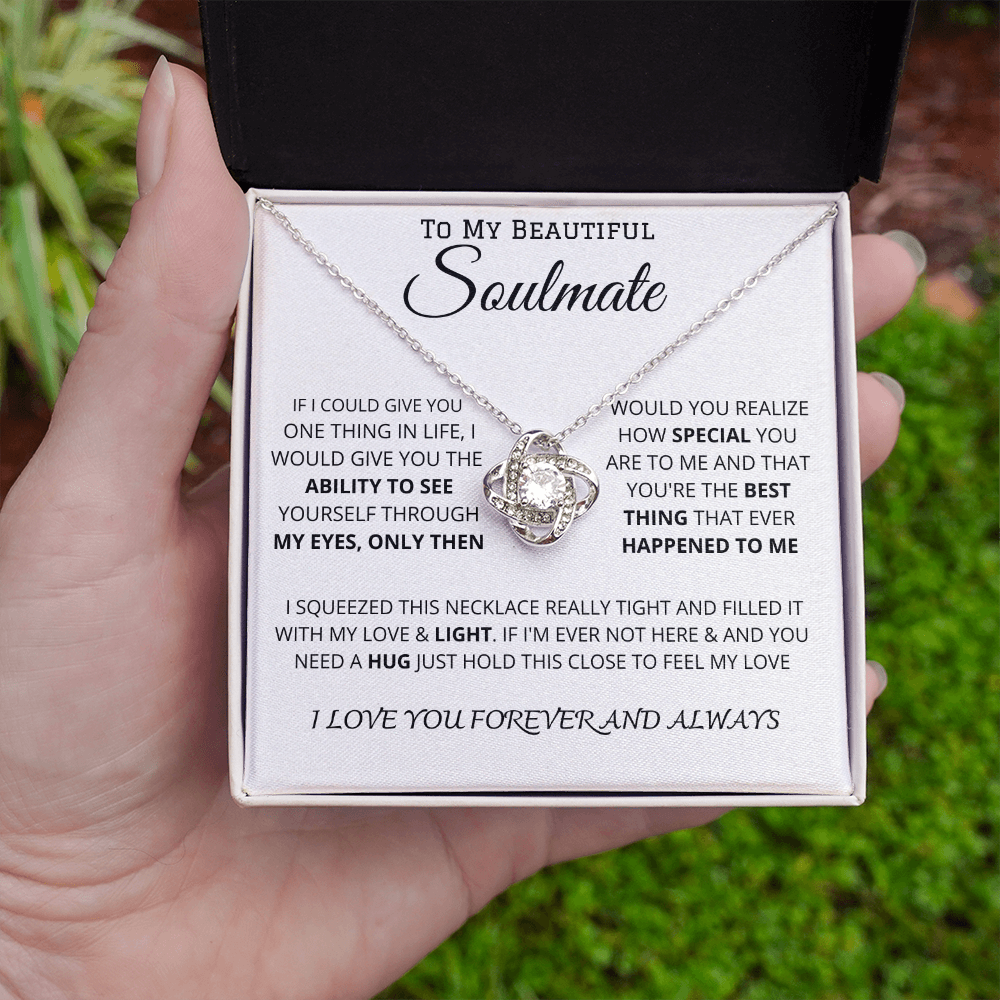 To My Beautiful
Soulmate
IF I COULD GIVE YOU
ONE THING IN LIFE, I
WOULD GIVE YOU THE
ABILITY TO SEE
YOURSELF THROUGH
MY EYES, ONLY THEN
WOULD YOU REALIZE
HOW SPECIAL YOU
ARE TO ME AND THAT
YOU'RE THE BEST
THING THAT EVER
HAPPENED TO ME
I SQUEEZED THIS NECKLACE REALLY TIGHT AND FILLED IT
WITH MY LOVE & LIGHT. IF I'M EVER NOT HERE & AND YOU
NEED A HUG JUST HOLD THIS CLOSE TO FEEL MY LOVE
I LOVE YOU FOREVER AND ALWAYS